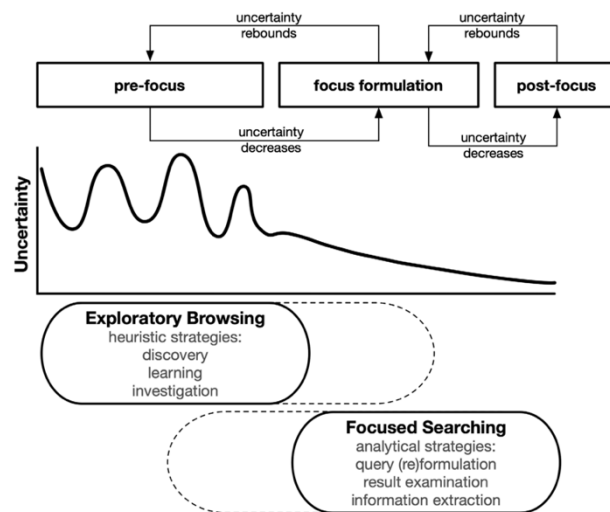 uncertainty
rebounds
uncertainty
rebounds
pre-focus
focus formulation
post-focus
uncertainty
decreases
uncertainty
decreases
Uncertainty
Exploratory Browsing
heuristic strategies:
discovery
learning
investigation
Focused Searching
analytical strategies:
query (re)formulation
result examination
information extraction